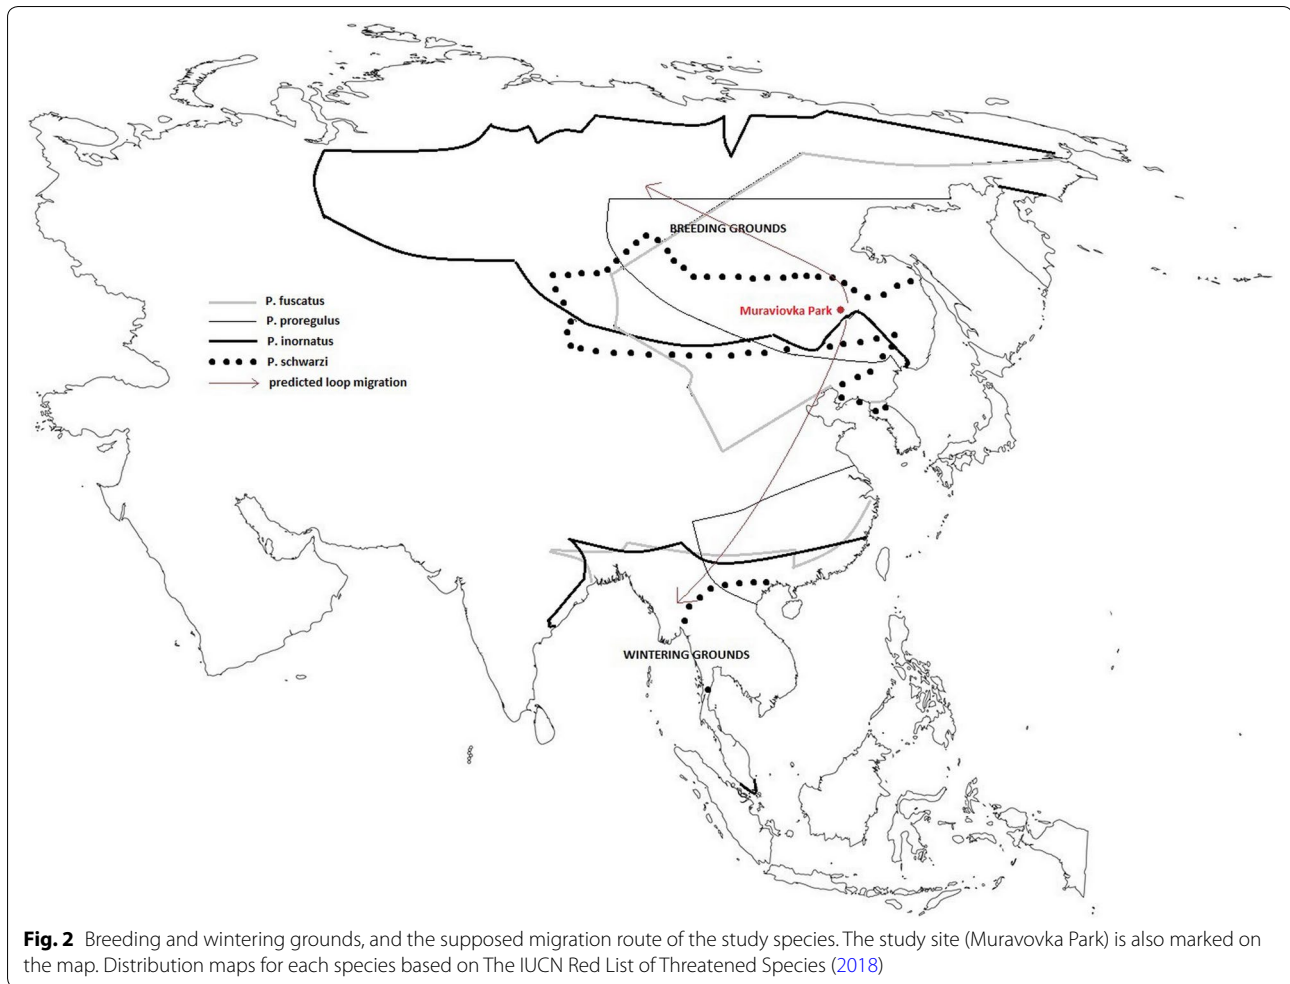 BREEDING GROUNDS
P. fuscatus
Muraviovka Park
P. proregulus
P. inornatus
P. schwarzi
predicted loop migration
WINTERING GROUNDS
Fig. 2 Breeding and wintering grounds, and the supposed migration route of the study species. The study site (Muravovka Park) is also marked on
the map. Distribution maps for each species based on The IUCN Red List of Threatened Species (2018)